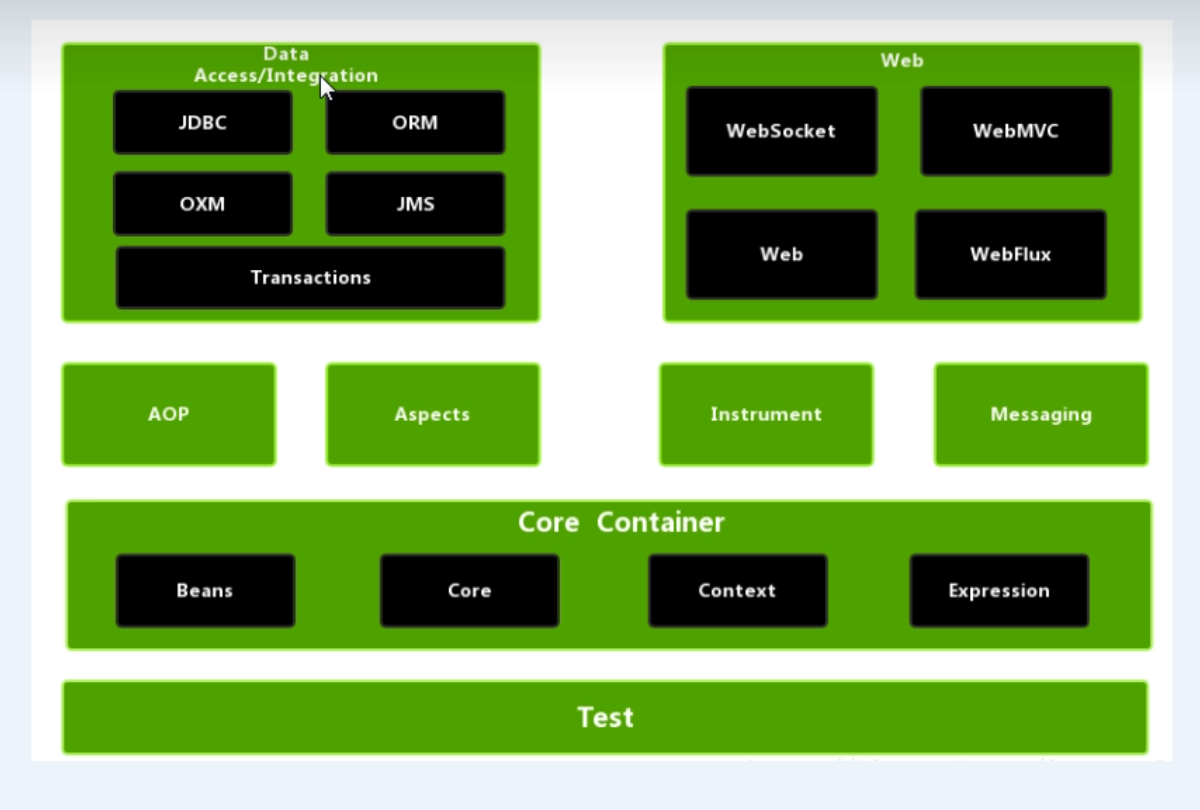 Data
Access/Integration
JDBC
ORM
OXM
JMS
Transactions
Web
WebSocket
WebMVC
Web
WebFlux
AOP
Aspects
Instrument
Messaging
Core Container
Beans
Core
Context
Expression
Test